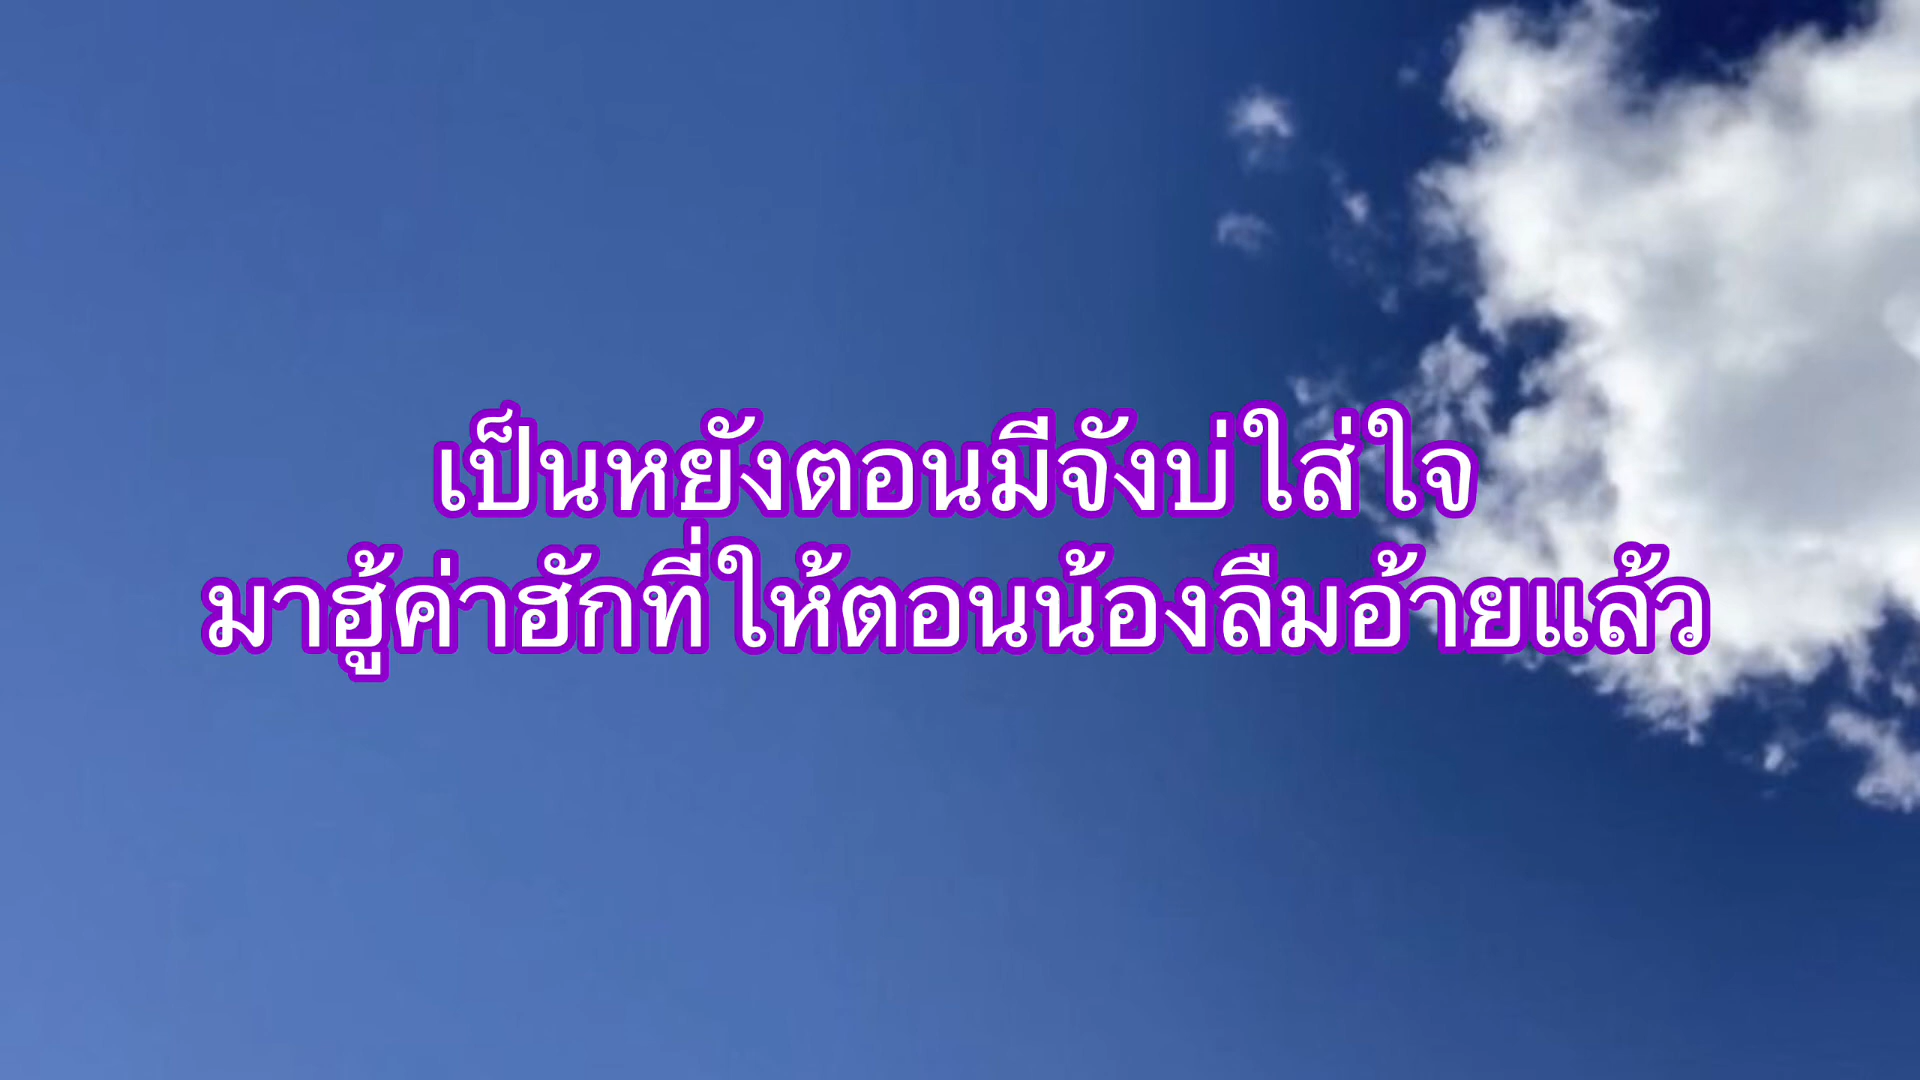 เป็นหยังตอนมีจังบ่ใส่ใจ
มาฮู้ค่าฮักที่ให้ตอนน้องลืมอ้ายแล้ว